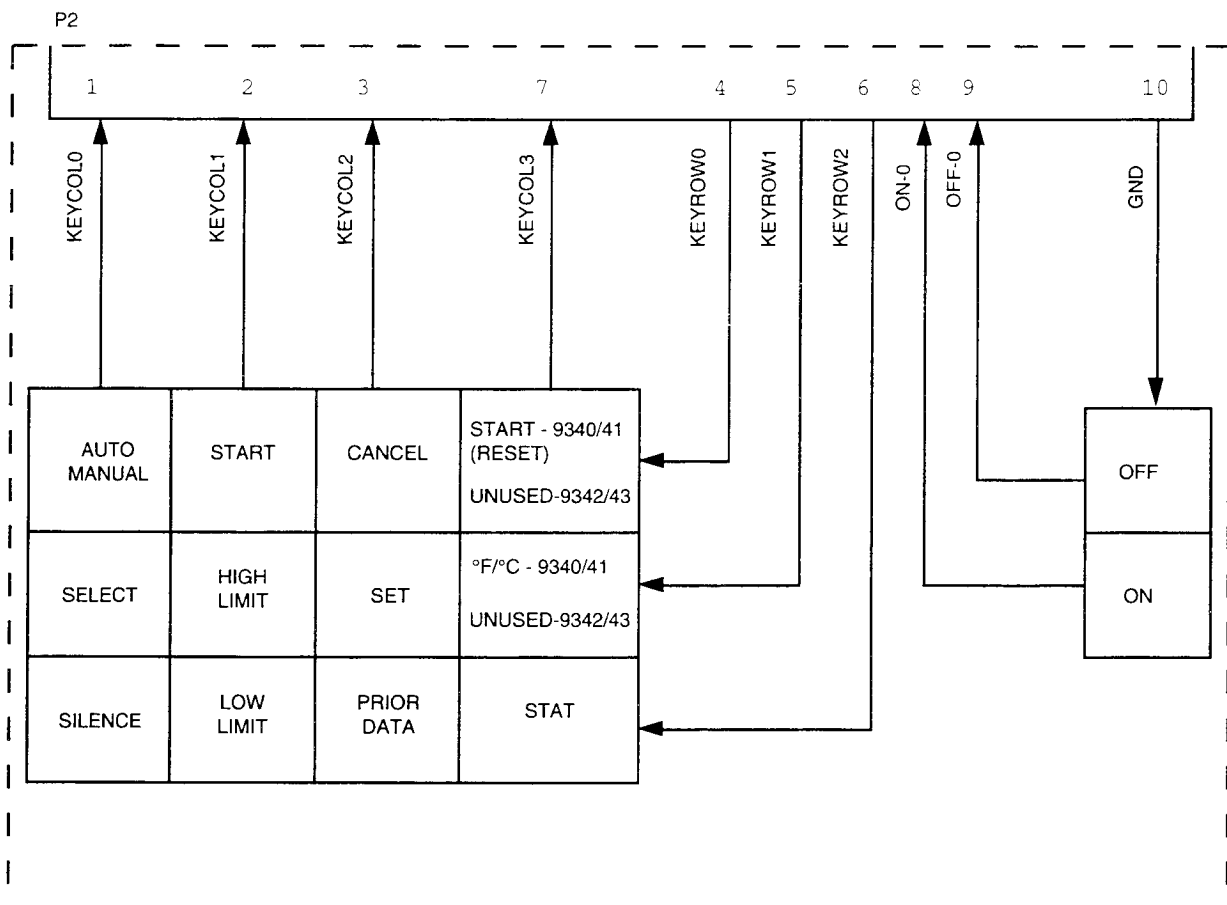 P2
1 2 3 7 4 5 6 8 9 10
KEYCOL0
KEYCOL1
KEYCOL2
KEYCOL3
KEYROW0
KEYROW1
KEYROW2
ON-0
OFF-0
GND
AUTO
MANUAL
START
CANCEL
START - 9340/41
(RESET)
UNUSED-9342/43
OFF
SELECT
HIGH
LIMIT
SET
°F/°C - 9340/41
UNUSED-9342/43
ON
SILENCE
LOW
LIMIT
PRIOR
DATA
STAT